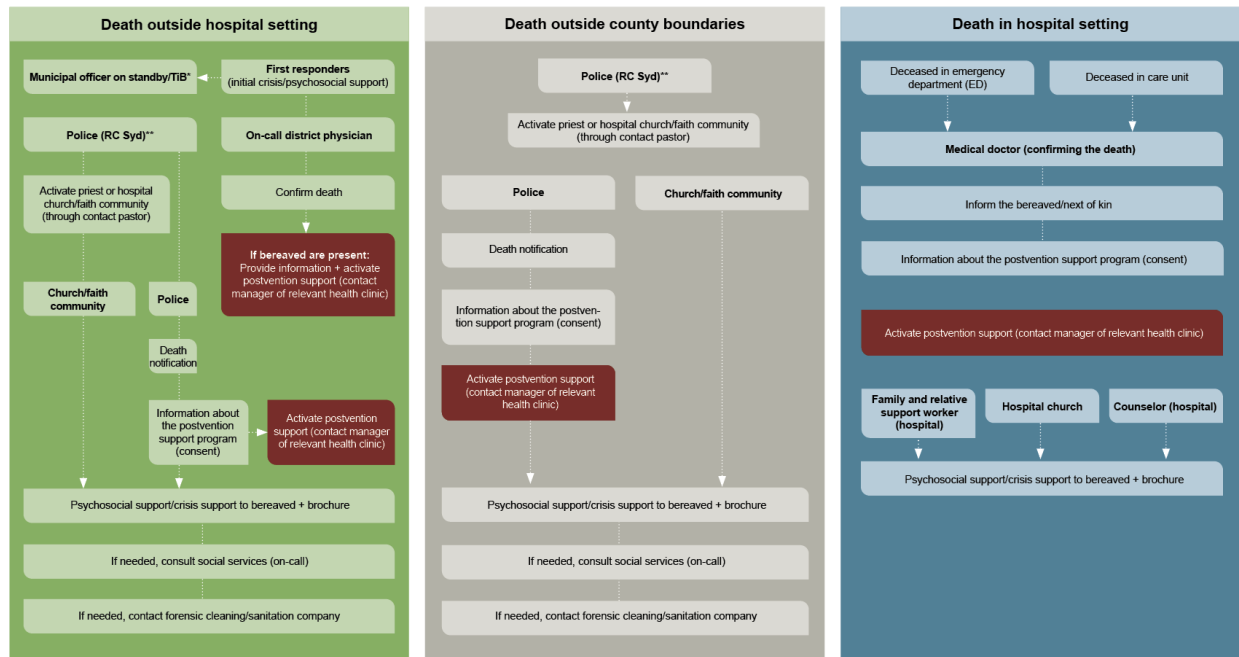 Death outside hospital setting
Municipal officer on standby/TiB*
First responders
(initial crisis/psychosocial support)
Police (RC Syd)**
On-call district physician
Activate priest or hospital
church/faith community
(through contact pastor)
Confirm death
If bereaved are present:
Provide information + activate
postvention support (contact
manager of relevant health clinic)
Church/faith
community
Police
Death
notification
Information about
the postvention
support program
(consent)
Activate postvention
support (contact manager
of relevant health clinic)
Psychosocial support/crisis support to bereaved + brochure
If needed, consult social services (on-call)
If needed, contact forensic cleaning/sanitation company
Death outside county boundaries
Police (RC Syd)**
Activate priest or hospital church/faith community
(through contact pastor)
Police
Church/faith community
Death notification
Information about the postven-
tion support program (consent)
Activate postvention support
(contact manager of relevant
health clinic)
Psychosocial support/crisis support to bereaved + brochure
If needed, consult social services (on-call)
If needed, contact forensic cleaning/sanitation company
Death in hospital setting
Deceased in emergency
department (ED)
Deceased in care unit
Medical doctor (confirming the death)
Inform the bereaved/next of kin
Information about the postvention support program (consent)
Activate postvention support (contact manager of relevant health clinic)
Family and relative
support worker
(hospital)
Hospital church
Counselor (hospital)
Psychosocial support/crisis support to bereaved + brochure